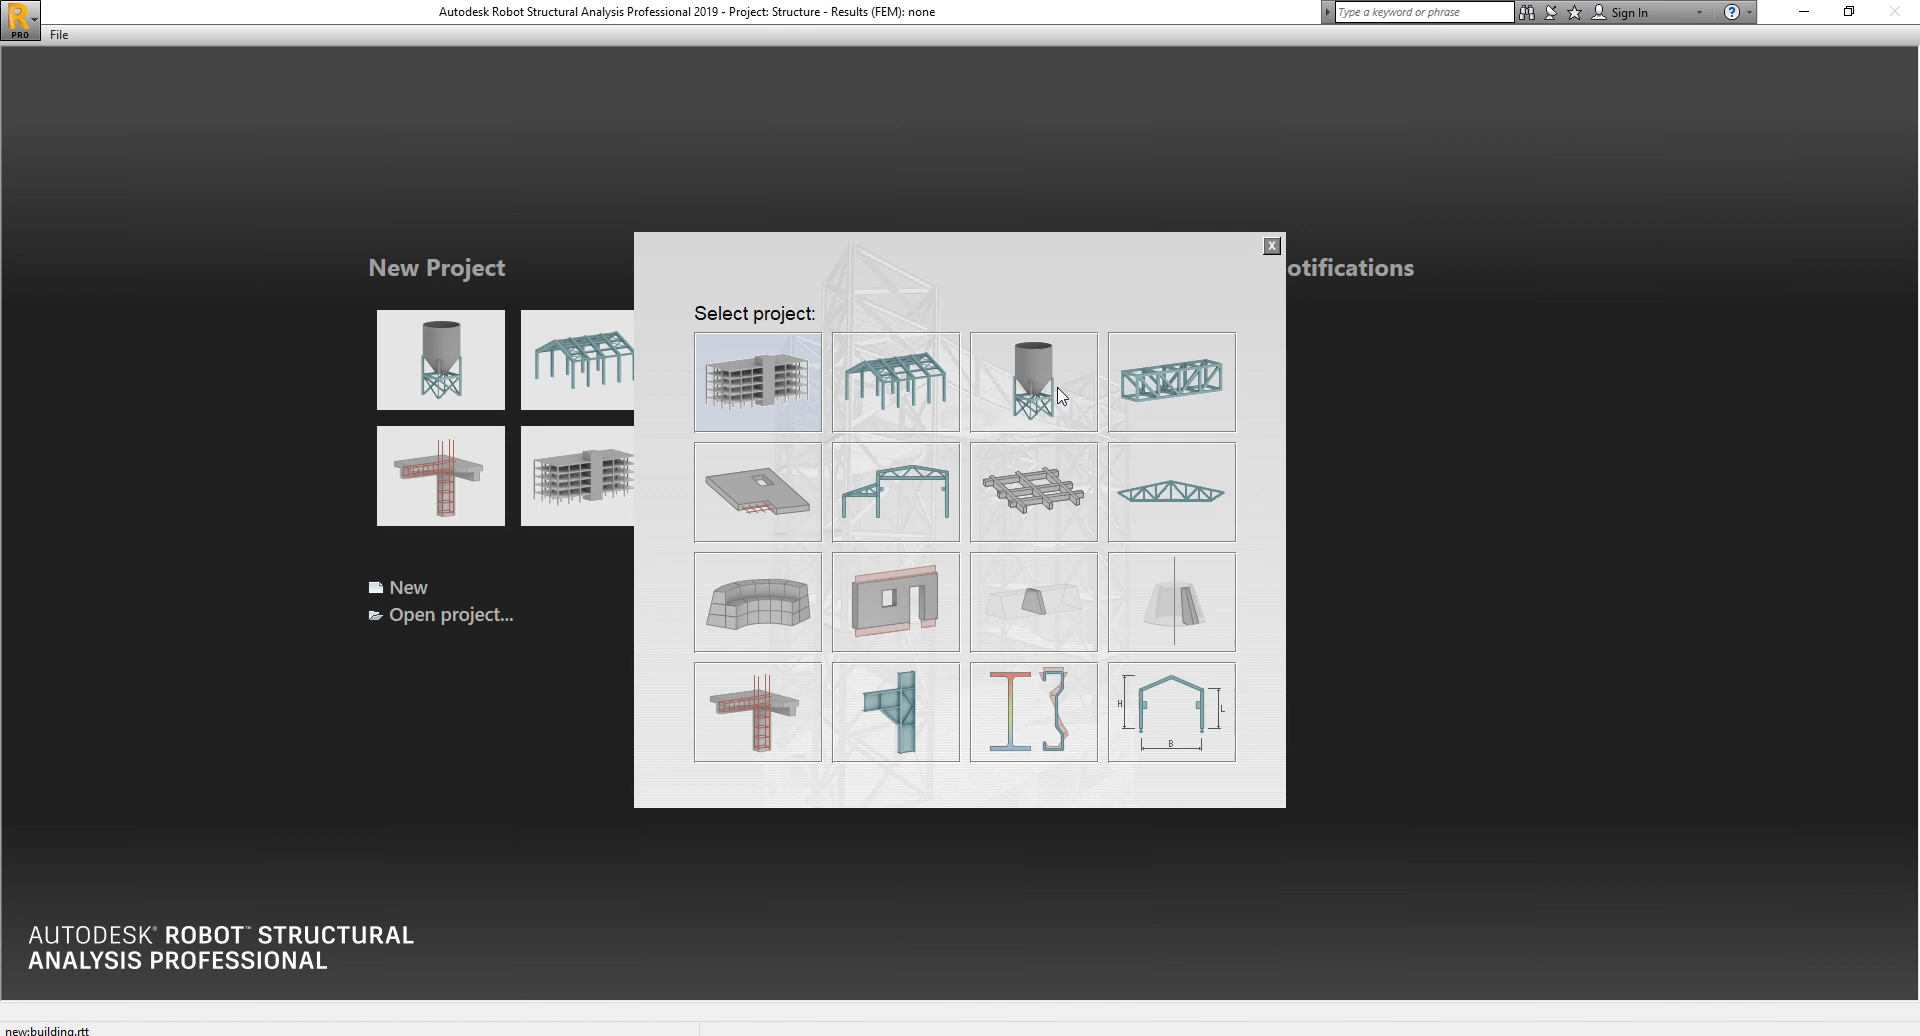 Autodesk Robot Structural Analysis Professional 2019 - Project: Structure - Results (FEM): none
Type a keyword or phrase
Sign In
?
R
PRO
File
New Project
otifications
X
Select project:
New
Open project...
H
L
B
AUTODESK® ROBOT™ STRUCTURAL
ANALYSIS PROFESSIONAL
new:building.rtt